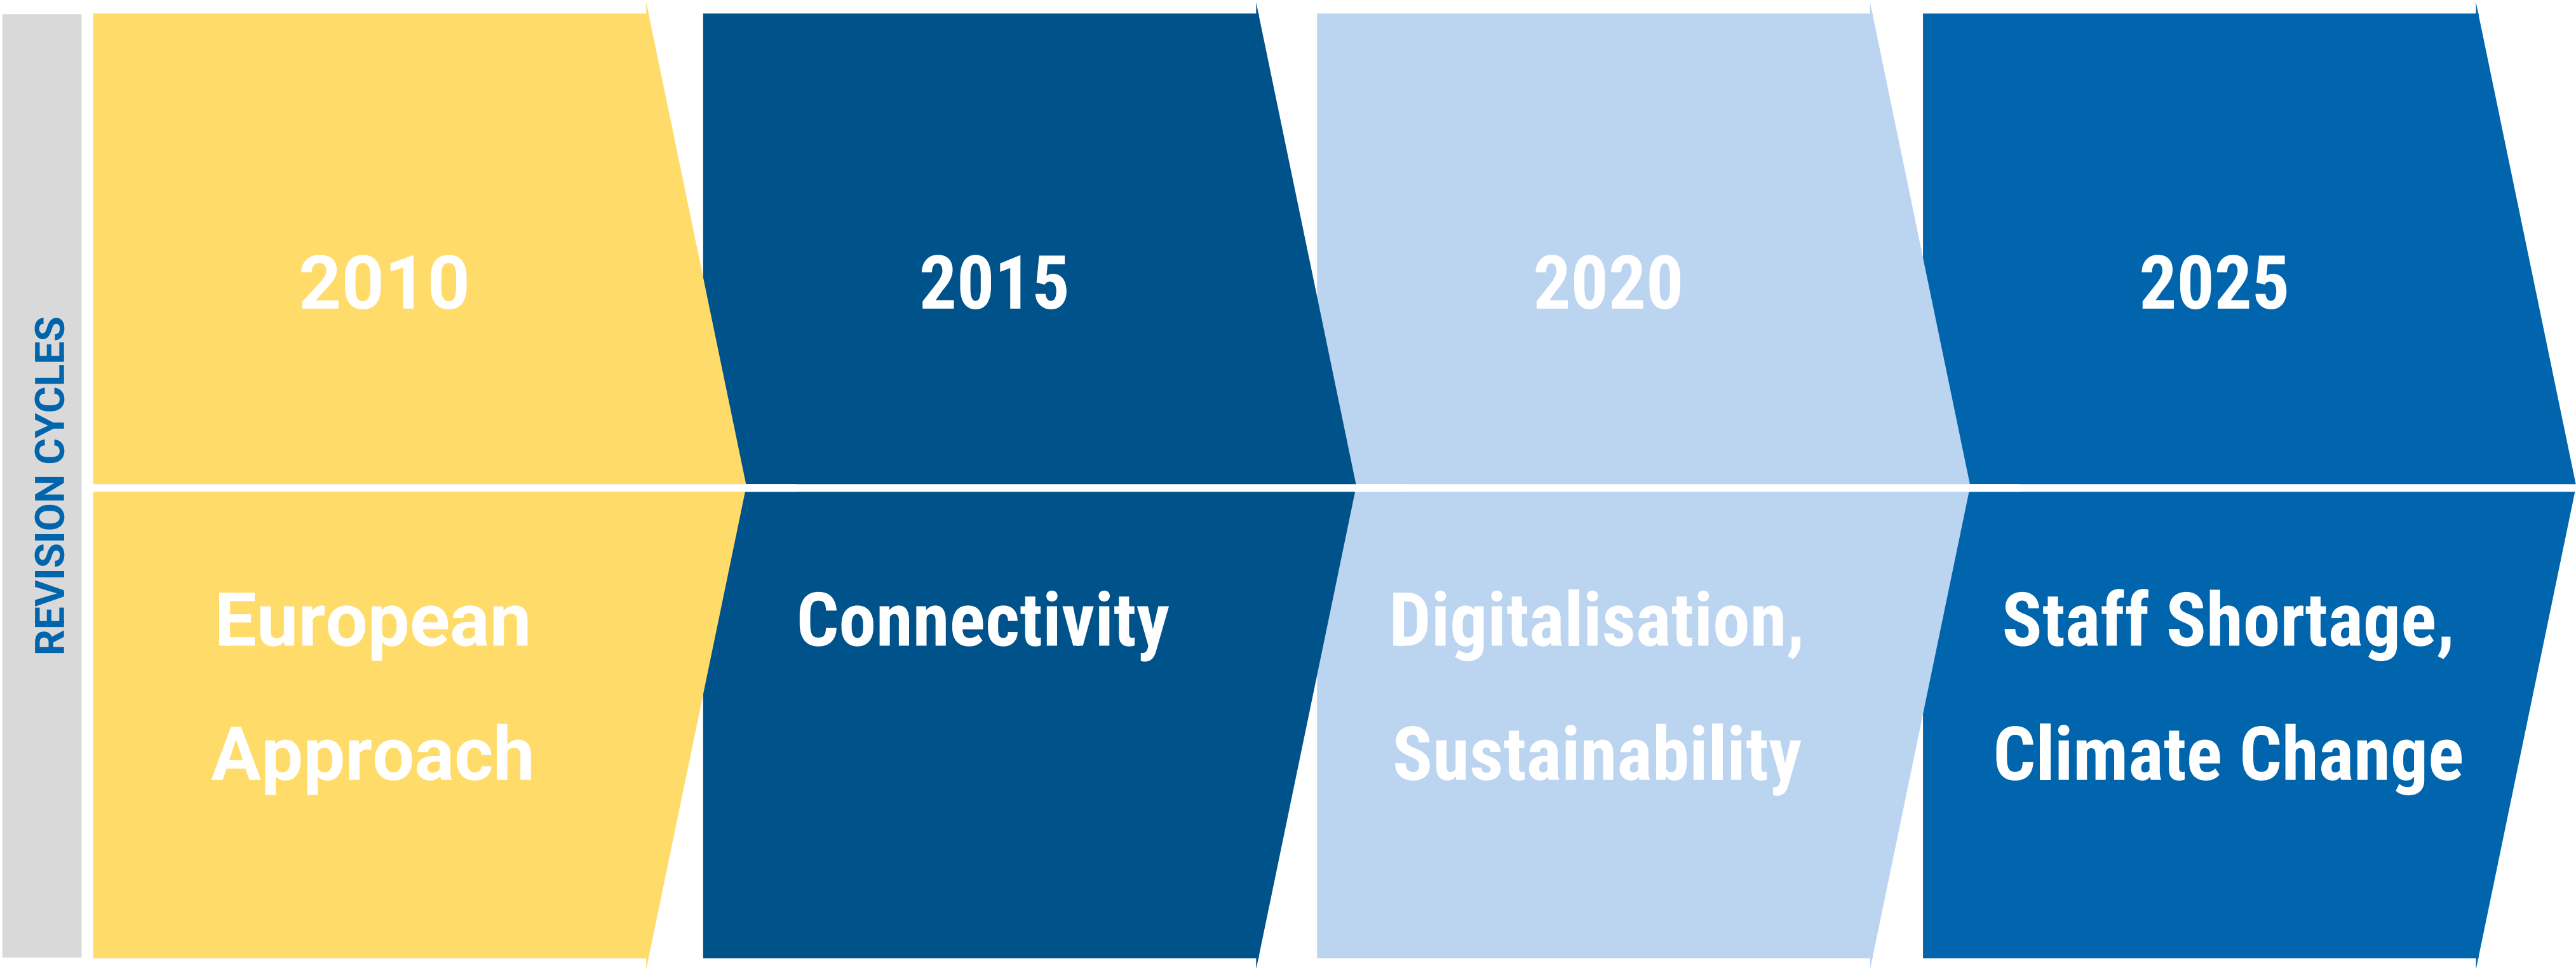 REVISION CYCLES
2010
2015
2020
2025
European
Approach
Connectivity
Digitalisation,
Sustainability
Staff Shortage,
Climate Change